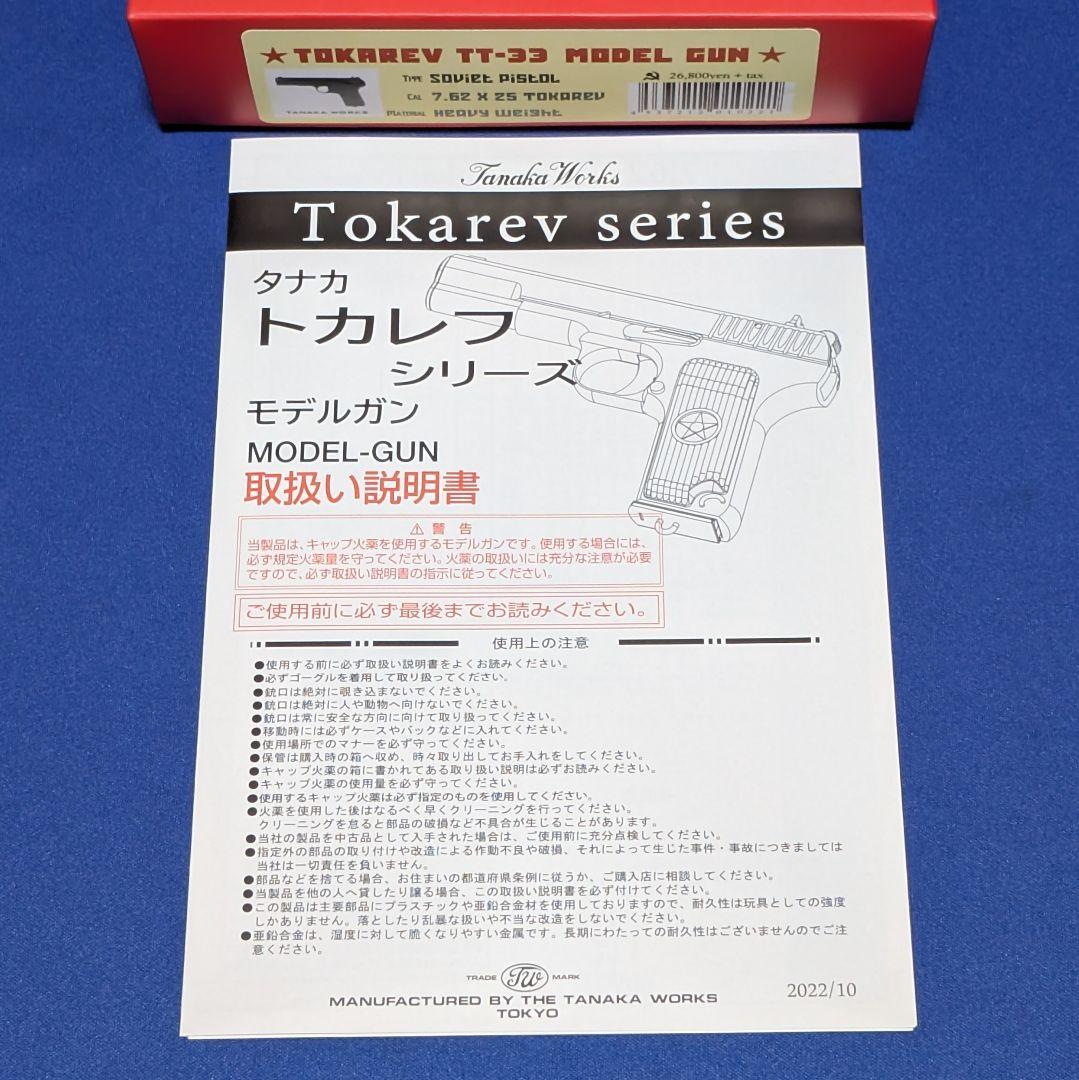 ★TOKAREV TT-33 MODEL GUN★
TYPE SOVIET PISTOL
26,800yen + tax
CAL 7.62 X 25 TOKAREV
TANAKA WORKS
MATERIAL HEAVY WEIGHT
Tanaka Works
Tokarev series
タナカ
トカレフ
シリーズ
モデルガン
MODEL-GUN
取扱い説明書
⚠ 警 告
当製品は、キャップ火薬を使用するモデルガンです。使用する場合には、
必ず規定火薬量を守ってください。火薬の取扱いには充分な注意が必要
ですので、必ず取扱い説明書の指示に従ってください。
ご使用前に必ず最後までお読みください。
使用上の注意
●使用する前に必ず取扱い説明書をよくお読みください。
●必ずゴーグルを着用して取り扱ってください。
●銃口は絶対に覗き込まないでください。
●銃口は絶対に人や動物へ向けないでください。
●銃口は常に安全な方向に向けて取り扱ってください。
●移動時には必ずケースやバックなどに入れてください。
●使用場所でのマナーを必ず守ってください。
●保管は購入時の箱へ収め、時々取り出してお手入れをしてください。
●キャップ火薬の箱に書かれてある取り扱い説明は必ずお読みください。
●キャップ火薬の使用量を必ず守ってください。
●使用するキャップ火薬は必ず指定のものを使用してください。
●火薬を使用した後はなるべく早くクリーニングを行ってください。
クリーニングを怠ると部品の破損など不具合が生じることがあります。
●当社の製品を中古品として入手された場合は、ご使用前に充分点検してください。
●指定外の部品の取り付けや改造による作動不良や破損、それによって生じた事件・事故につきましては
当社は一切責任を負いません。
●部品などを捨てる場合、お住まいの都道府県条例に従うか、ご購入店に相談してください。
●当製品を他の人へ貸したり譲る場合、この取扱い説明書を必ず付けてください。
●この製品は主要部品にプラスチックや亜鉛合金材を使用しておりますので、耐久性は玩具としての強度
しかありません。落としたり乱暴な扱いや不当な改造をしないでください。
●亜鉛合金は、湿度に対して脆くなりやすい金属です。長期にわたっての耐久性はございませんのでご注
意ください。
TRADE TW MARK
MANUFACTURED BY THE TANAKA WORKS
TOKYO
2022/10